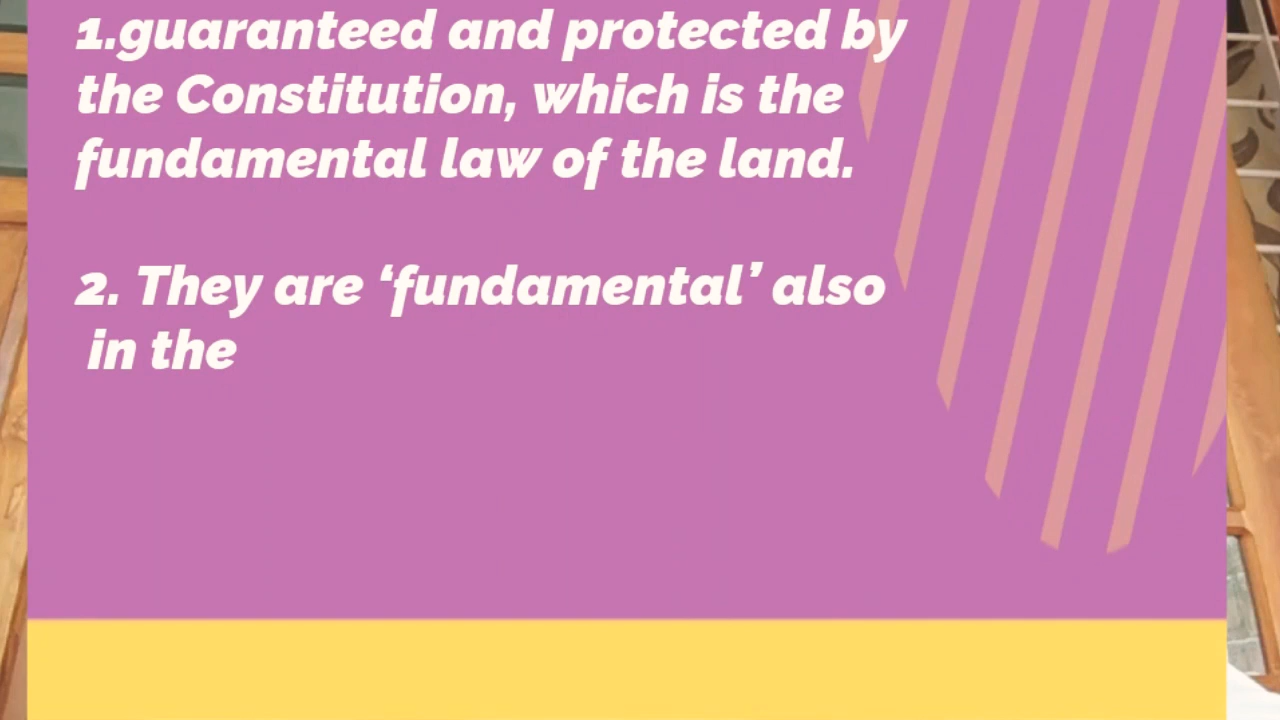 1.guaranteed and protected by
the Constitution, which is the
fundamental law of the land.
2. They are ‘fundamental’ also
in the